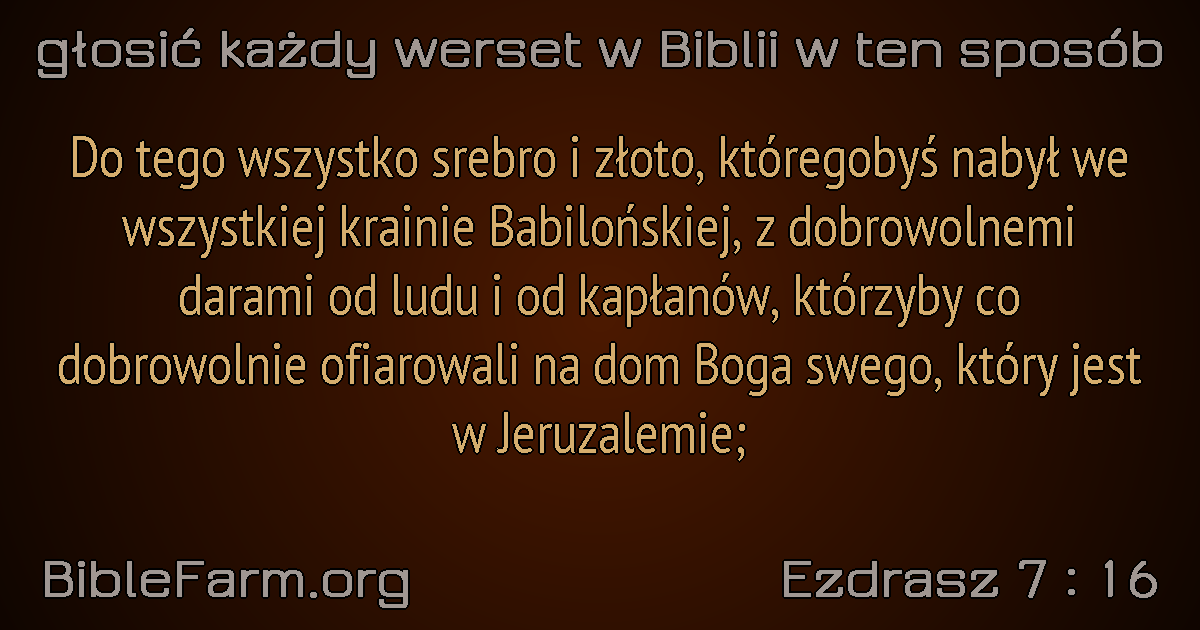 głosić każdy werset w Biblii w ten sposób
Do tego wszystko srebro i złoto, któregobyś nabył we
wszystkiej krainie Babilońskiej, z dobrowolnemi
darami od ludu i od kapłanów, którzyby co
dobrowolnie ofiarowali na dom Boga swego, który jest
w Jeruzalemie;
BibleFarm.org
Ezdrasz 7 : 16